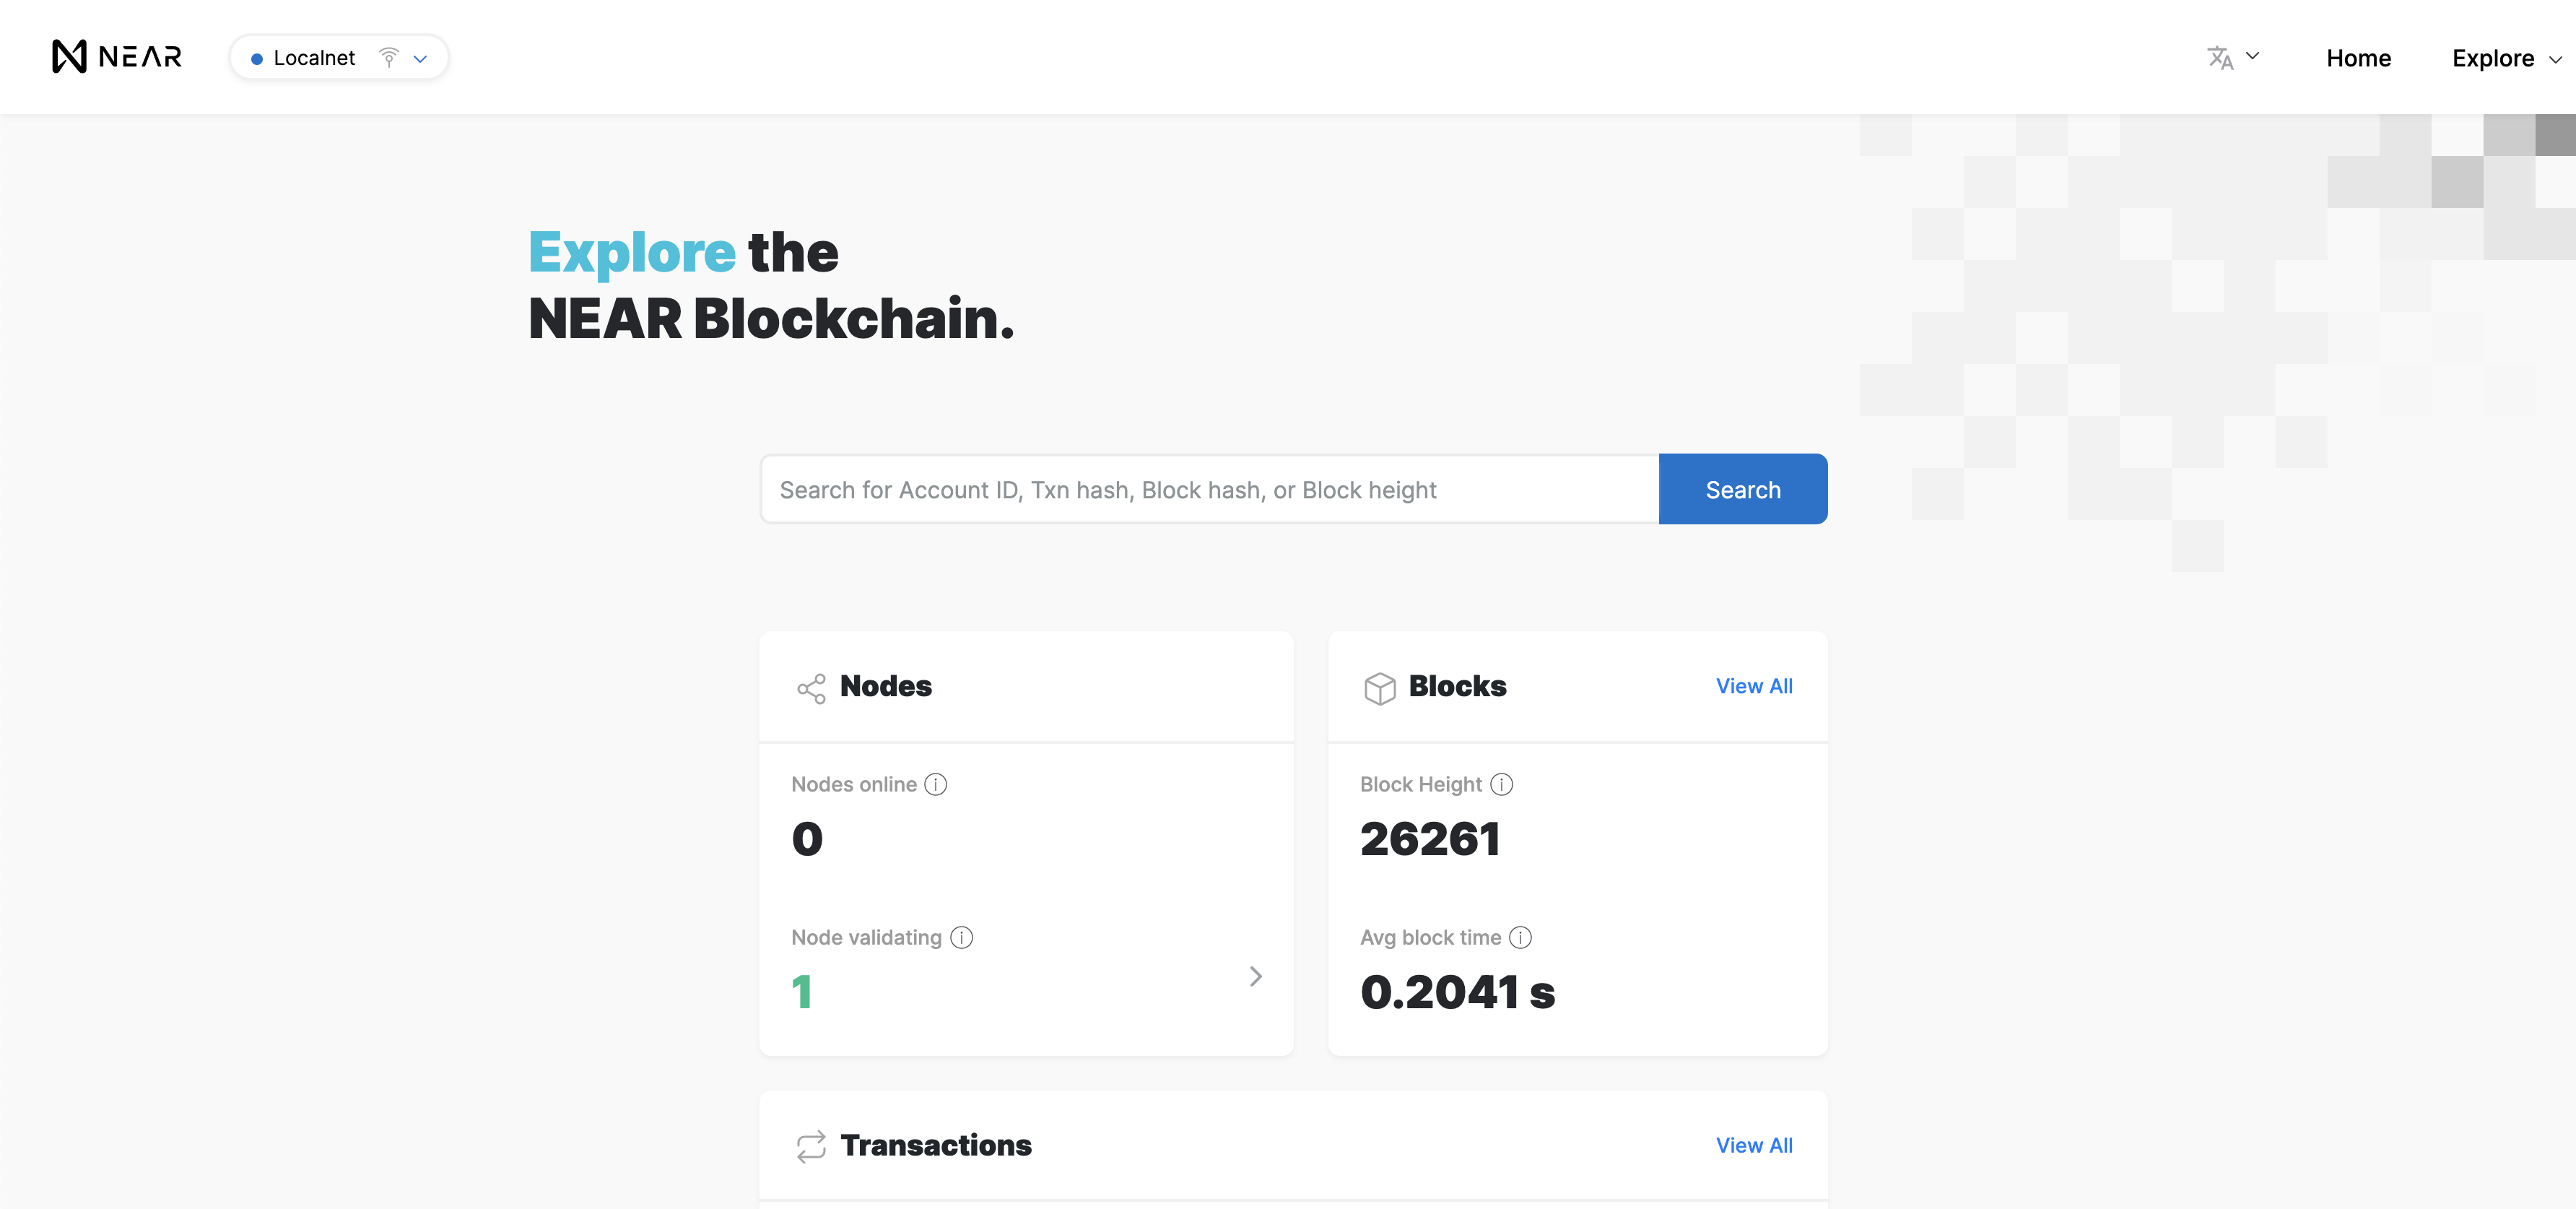 NEAR
Localnet
Home
Explore
Explore the
NEAR Blockchain.
Search for Account ID, Txn hash, Block hash, or Block height
Search
Nodes
Nodes online
0
Node validating
1
Blocks
View All
Block Height
26261
Avg block time
0.2041 s
Transactions
View All